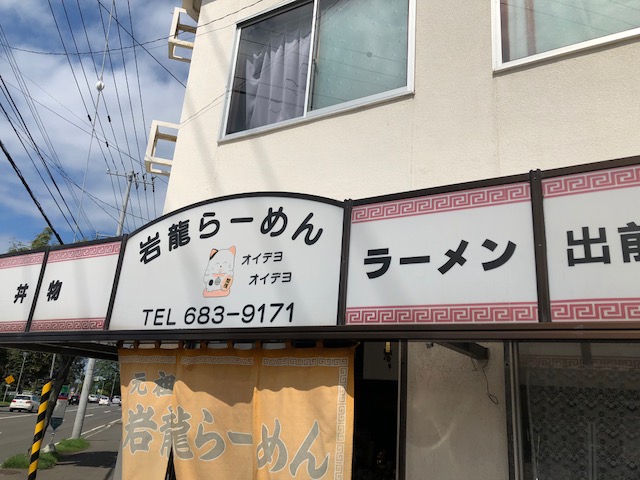 丼物
岩龍らーめん
オイデヨ
オイデヨ
TEL 683-9171
ラーメン
出前
元祖
岩龍らーめん